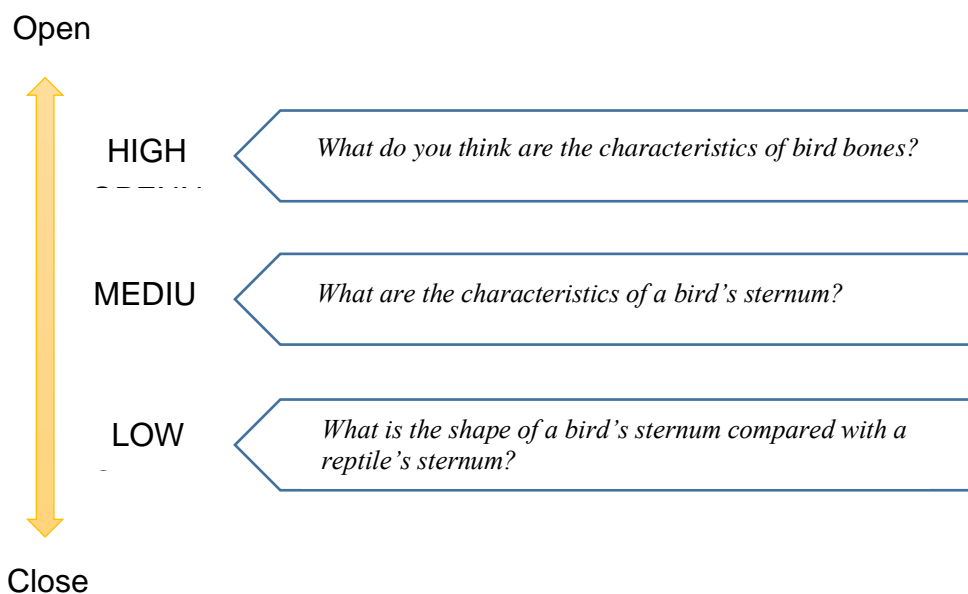 Open
HIGH
What do you think are the characteristics of bird bones?
MEDIU
What are the characteristics of a bird's sternum?
LOW
What is the shape of a bird's sternum compared with a
reptile's sternum?
Close